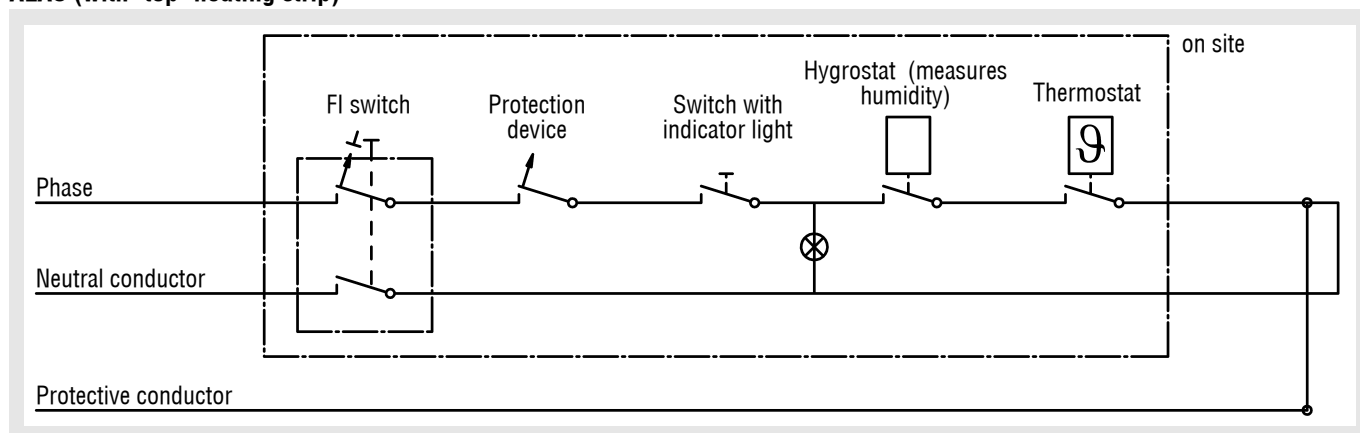 on site
Hygrostat (measures
humidity)
Thermostat
FI switch
Protection
device
Switch with
indicator light
ϑ
Phase
Neutral conductor
Protective conductor